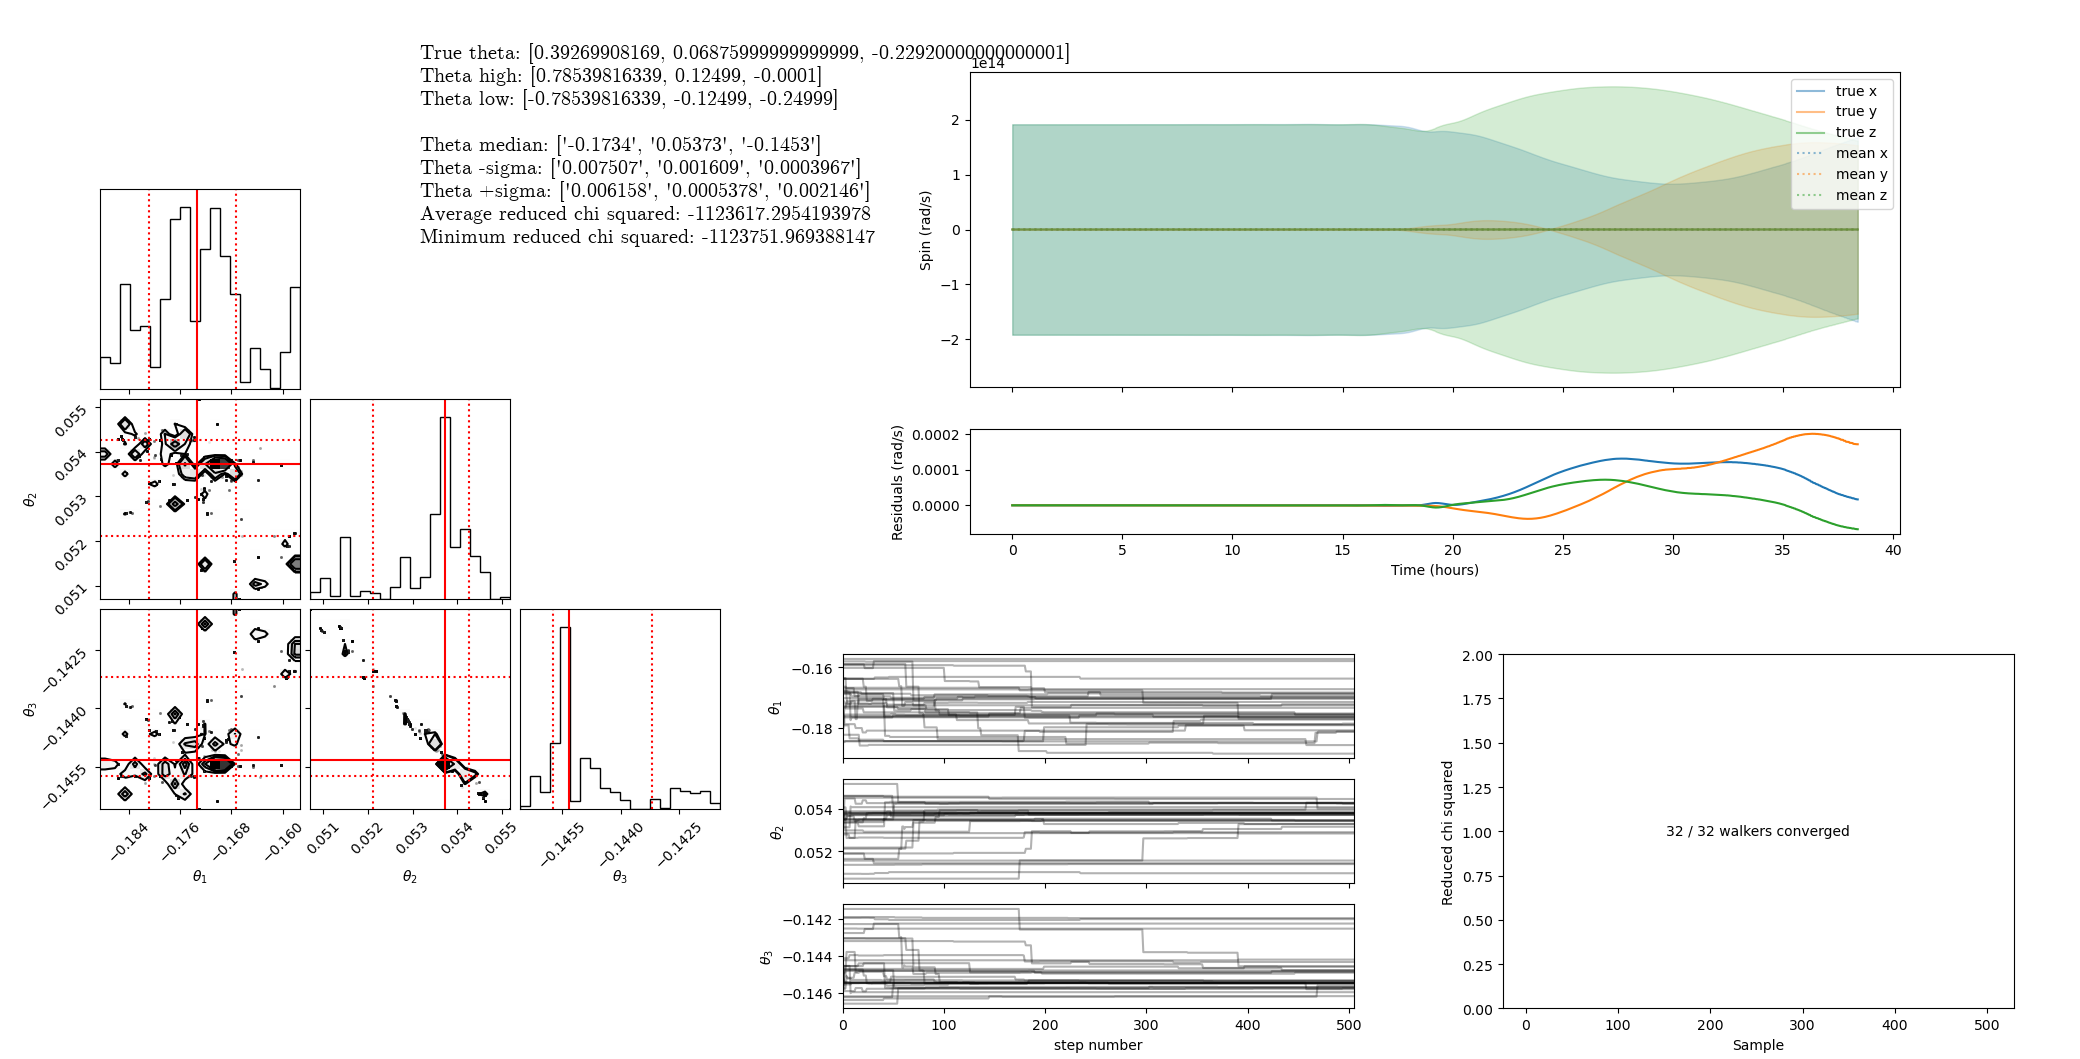 True theta: [0.39269908169, 0.06875999999999999, -0.22920000000000001]
Theta high: [0.78539816339, 0.12499, -0.0001]
Theta low: [-0.78539816339, -0.12499, -0.24999]
Theta median: ['-0.1734', '0.05373', '-0.1453']
Theta -sigma: ['0.007507', '0.001609', '0.0003967']
Theta +sigma: ['0.006158', '0.0005378', '0.002146']
Average reduced chi squared: -1123617.2954193978
Minimum reduced chi squared: -1123751.969388147
1e14
2
1
0
−1
−2
Spin (rad/s)
true x
true y
true z
mean x
mean y
mean z
0.0002
0.0001
0.0000
Residuals (rad/s)
0 5 10 15 20 25 30 35 40
Time (hours)
0.055
0.054
0.053
0.052
0.051
θ2
−0.1425
−0.1440
−0.1455
θ3
−0.184 −0.176 −0.168 −0.160
θ1
0.051 0.052 0.053 0.054 0.055
θ2
−0.1455 −0.1440 −0.1425
θ3
−0.16
−0.18
θ1
0.054
0.052
θ2
−0.142
−0.144
−0.146
θ3
0 100 200 300 400 500
step number
2.00
1.75
1.50
1.25
1.00
0.75
0.50
0.25
0.00
Reduced chi squared
32 / 32 walkers converged
0 100 200 300 400 500
Sample